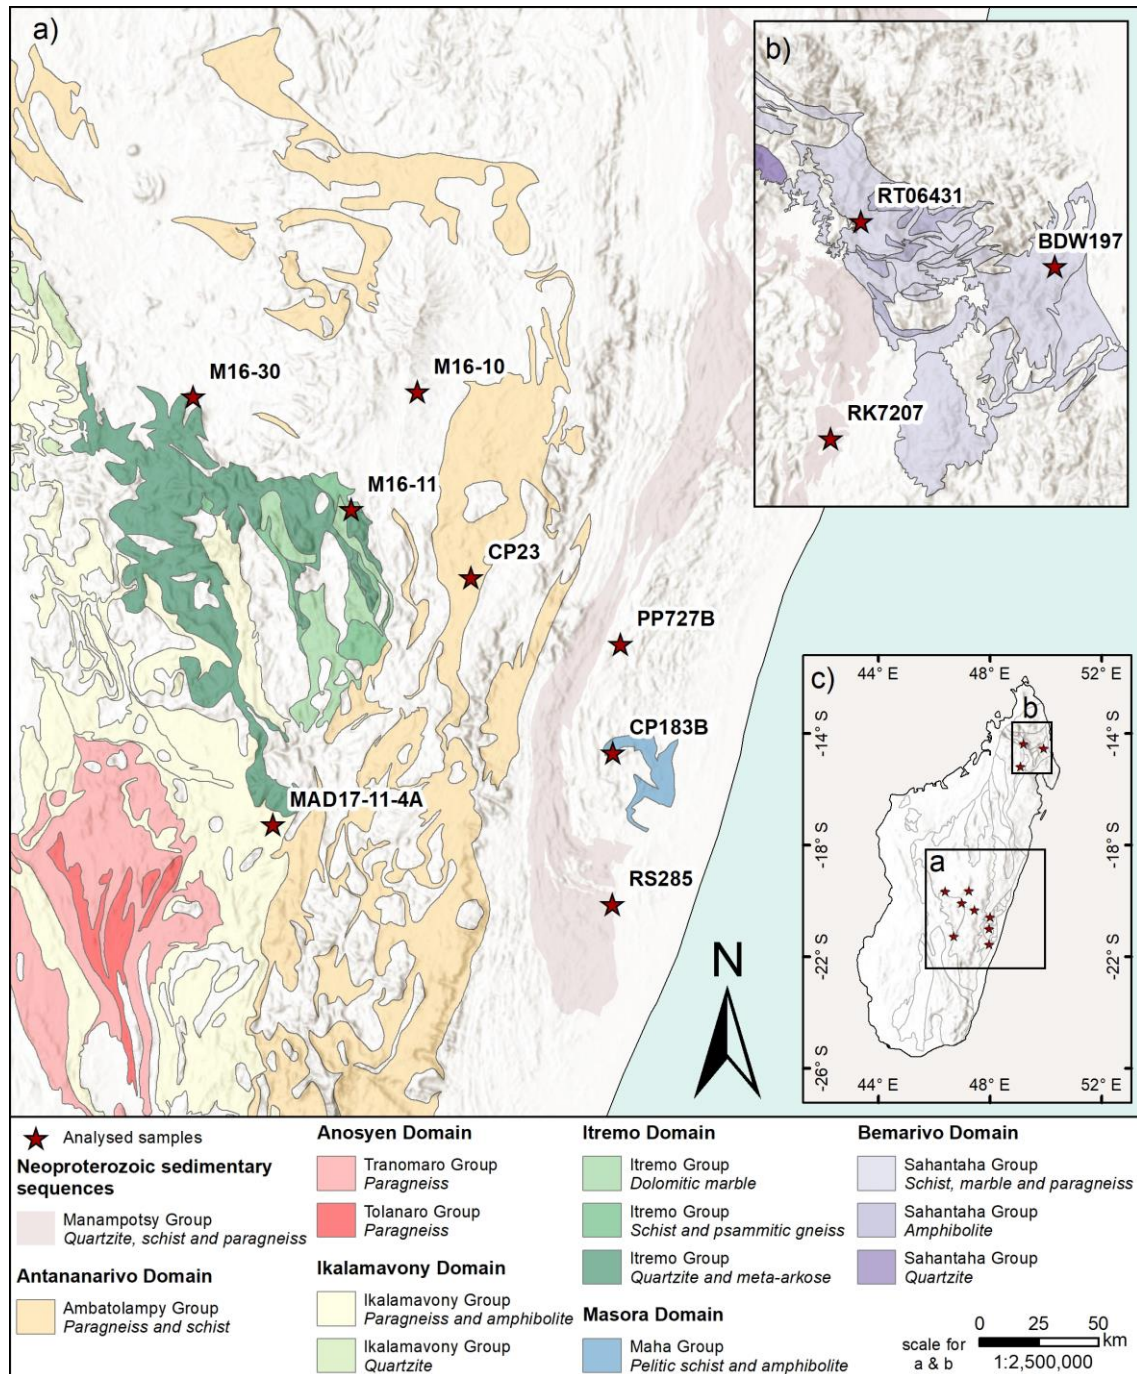 a)
M16-30
M16-10
M16-11
CP23
PP727B
CP183B
MAD17-11-4A
RS285
N
b)
RT06431
BDW197
RK7207
c)
44° E
48° E
52° E
b
a
-14° S
-14° S
-18° S
-18° S
-22° S
-22° S
-26° S
-26° S
44° E
48° E
52° E
Analysed samples
Neoproterozoic sedimentary
sequences
Manampotsy Group
Quartzite, schist and paragneiss
Antananarivo Domain
Ambatolampy Group
Paragneiss and schist
Anosyen Domain
Tranomaro Group
Paragneiss
Tolanaro Group
Paragneiss
Ikalamavony Domain
Ikalamavony Group
Paragneiss and amphibolite
Ikalamavony Group
Quartzite
Itremo Domain
Itremo Group
Dolomitic marble
Itremo Group
Schist and psammitic gneiss
Itremo Group
Quartzite and meta-arkose
Masora Domain
Maha Group
Pelitic schist and amphibolite
Bemarivo Domain
Sahantaha Group
Schist, marble and paragneiss
Sahantaha Group
Amphibolite
Sahantaha Group
Quartzite
0 25 50
km
scale for
a & b
1:2,500,000